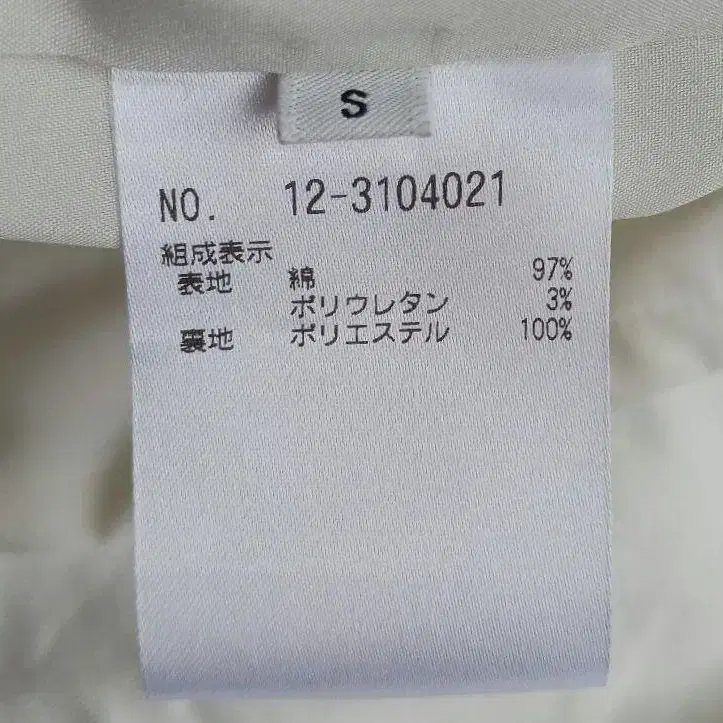 S
NO. 12-3104021
組成表示
表地 綿 97%
ポリウレタン 3%
裏地 ポリエステル 100%